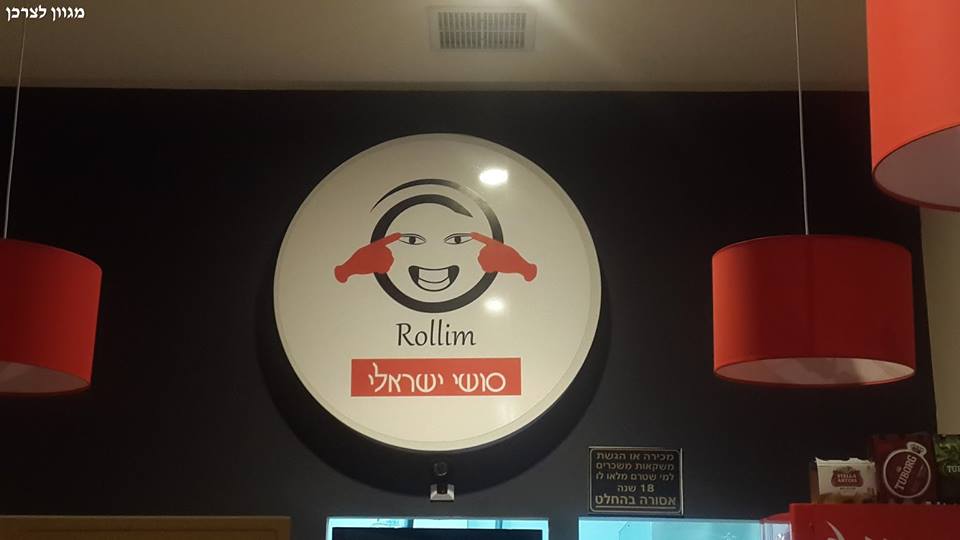 מגוון לצרכן
Rollim
סושי ישראלי
מכירה או הגשת
משקאות משכרים
למי שטרם מלאו לו
18 שנה
אסורה בהחלט
STELLA
ARTOIS
TUBORG